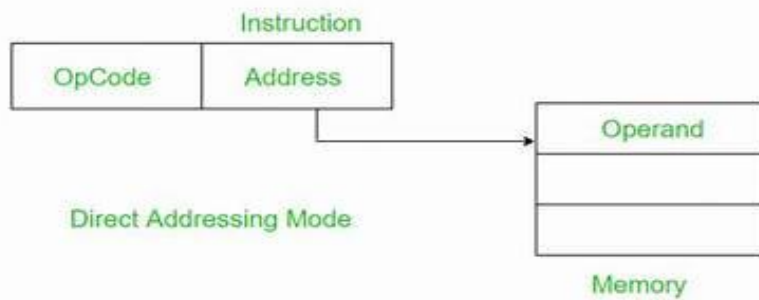 Instruction
OpCode Address
Operand
Direct Addressing Mode
Memory